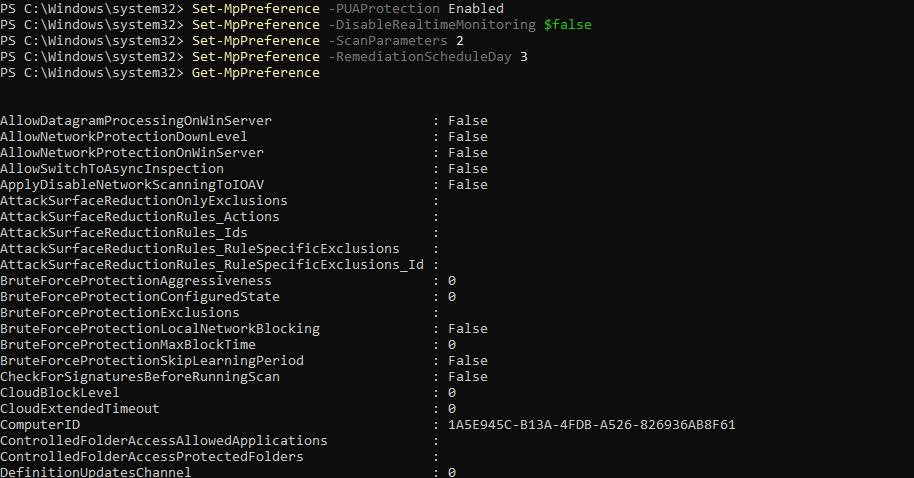 PS C:\Windows\system32> Set-MpPreference -PUAProtection Enabled
PS C:\Windows\system32> Set-MpPreference -DisableRealtimeMonitoring $false
PS C:\Windows\system32> Set-MpPreference -ScanParameters 2
PS C:\Windows\system32> Set-MpPreference -RemediationScheduleDay 3
PS C:\Windows\system32> Get-MpPreference
AllowDatagramProcessingOnWinServer : False
AllowNetworkProtectionDownLevel : False
AllowNetworkProtectionOnWinServer : False
AllowSwitchToAsyncInspection : False
ApplyDisableNetworkScanningToIOAV : False
AttackSurfaceReductionOnlyExclusions :
AttackSurfaceReductionRules_Actions :
AttackSurfaceReductionRules_Ids :
AttackSurfaceReductionRules_RuleSpecificExclusions :
AttackSurfaceReductionRules_RuleSpecificExclusions_Id :
BruteForceProtectionAggressiveness : 0
BruteForceProtectionConfiguredState : 0
BruteForceProtectionExclusions :
BruteForceProtectionLocalNetworkBlocking : False
BruteForceProtectionMaxBlockTime : 0
BruteForceProtectionSkipLearningPeriod : False
CheckForSignaturesBeforeRunningScan : False
CloudBlockLevel : 0
CloudExtendedTimeout : 0
ComputerID : 1A5E945C-B13A-4FDB-A526-826936AB8F61
ControlledFolderAccessAllowedApplications :
ControlledFolderAccessProtectedFolders :
DefinitionUpdatesChannel : 0